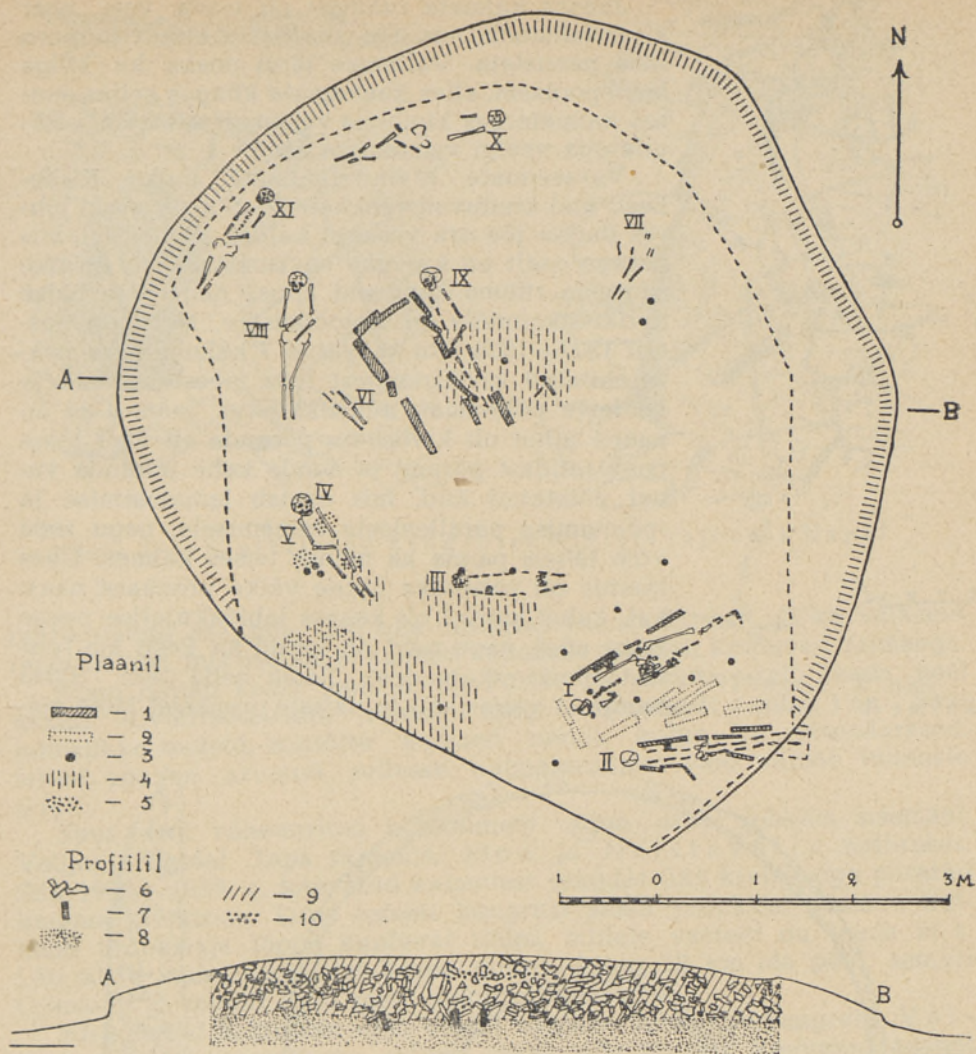 N
X
XI
VII
IX
VIII
A —
— B
VI
IV
V
III
I
II
Plaanil
— 1
— 2
— 3
— 4
— 5
Profiilil
— 6
— 7
— 8
— 9
— 10
1 0 1 2 3 M.
A
B